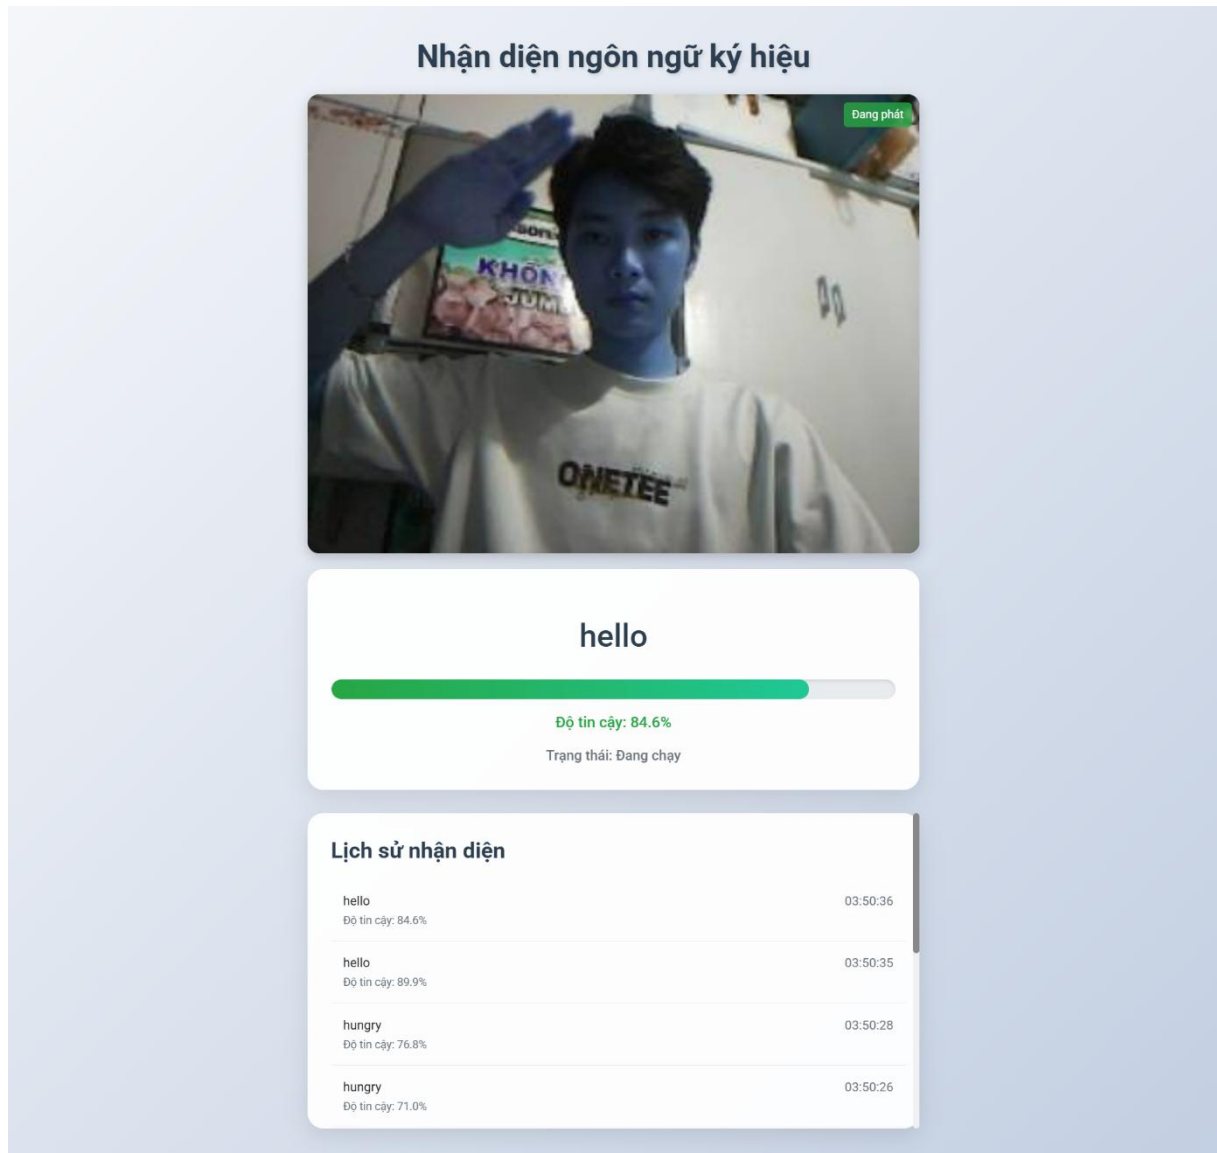 Nhận diện ngôn ngữ ký hiệu
Đang phát
KHÔN
JUM
ONETEE
hello
Độ tin cậy: 84.6%
Trạng thái: Đang chạy
Lịch sử nhận diện
hello 03:50:36
Độ tin cậy: 84.6%
hello 03:50:35
Độ tin cậy: 89.9%
hungry 03:50:28
Độ tin cậy: 76.8%
hungry 03:50:26
Độ tin cậy: 71.0%